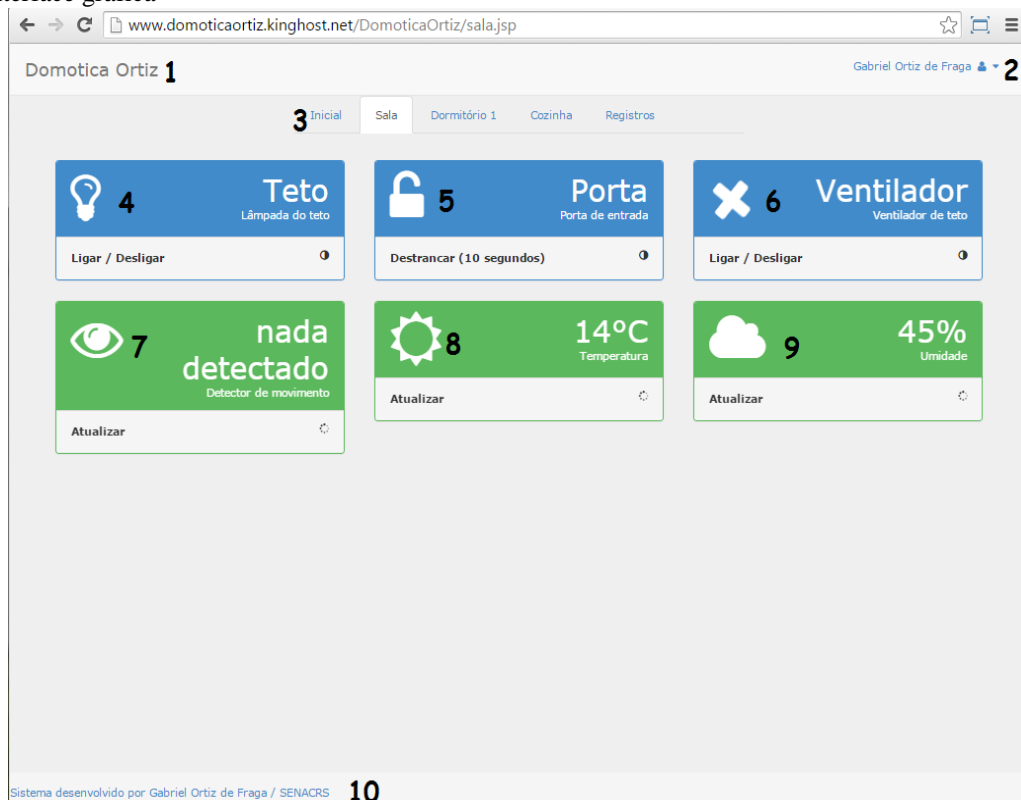 terface gráfica
www.domoticaortiz.kinghost.net/DomoticaOrtiz/sala.jsp
Domotica Ortiz 1
Gabriel Ortiz de Fraga 2
3 Inicial Sala Dormitório 1 Cozinha Registros
4 Teto
Lâmpada do teto
Ligar / Desligar
5 Porta
Porta de entrada
Destrancar (10 segundos)
6 Ventilador
Ventilador de teto
Ligar / Desligar
7 nada
detectado
Detector de movimento
Atualizar
8 14°C
Temperatura
Atualizar
9 45%
Umidade
Atualizar
Sistema desenvolvido por Gabriel Ortiz de Fraga / SENACRS 10